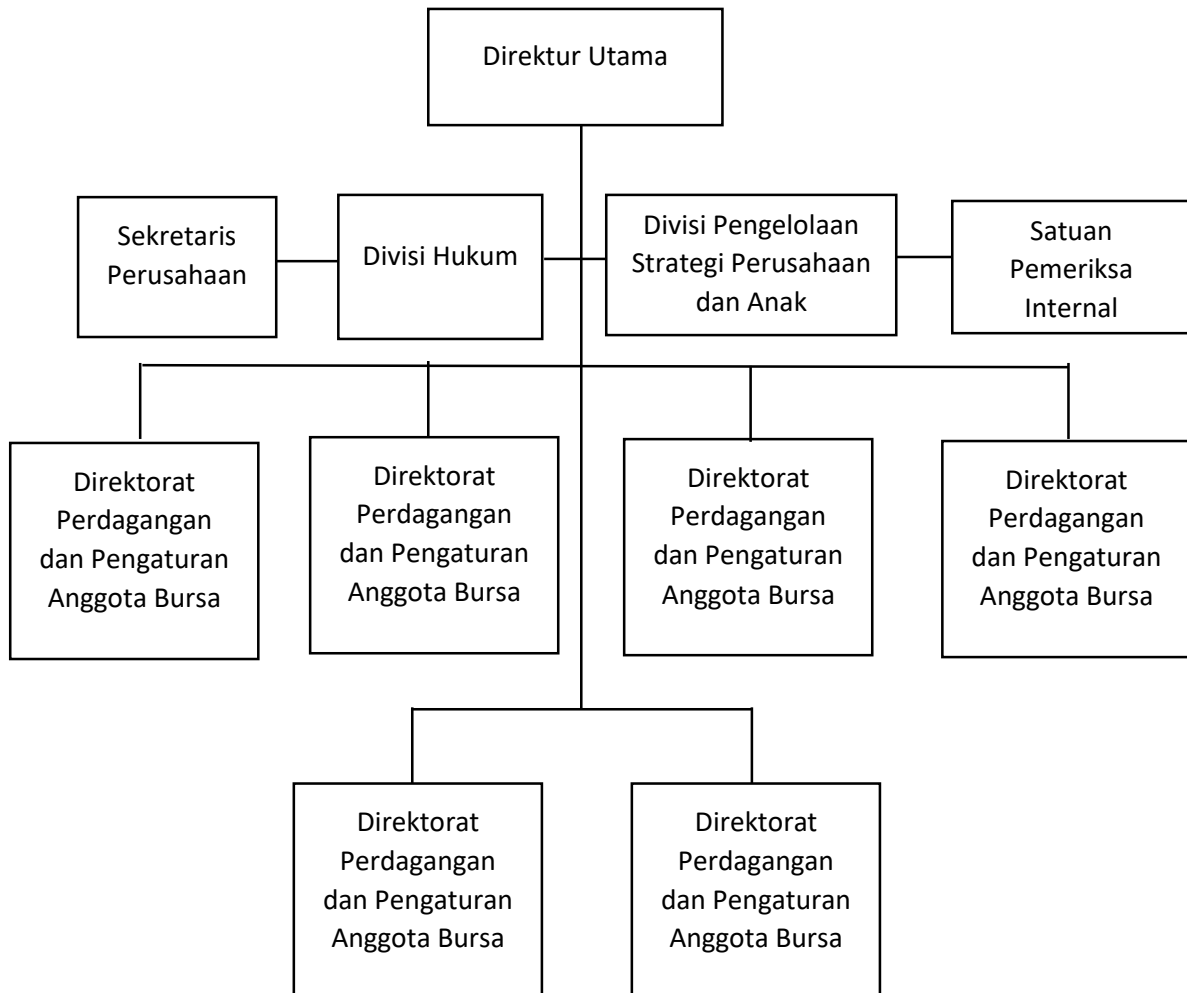 Direktur Utama
Sekretaris
Perusahaan
Divisi Hukum
Divisi Pengelolaan
Strategi Perusahaan
dan Anak
Satuan
Pemeriksa
Internal
Direktorat
Perdagangan
dan Pengaturan
Anggota Bursa
Direktorat
Perdagangan
dan Pengaturan
Anggota Bursa
Direktorat
Perdagangan
dan Pengaturan
Anggota Bursa
Direktorat
Perdagangan
dan Pengaturan
Anggota Bursa
Direktorat
Perdagangan
dan Pengaturan
Anggota Bursa
Direktorat
Perdagangan
dan Pengaturan
Anggota Bursa